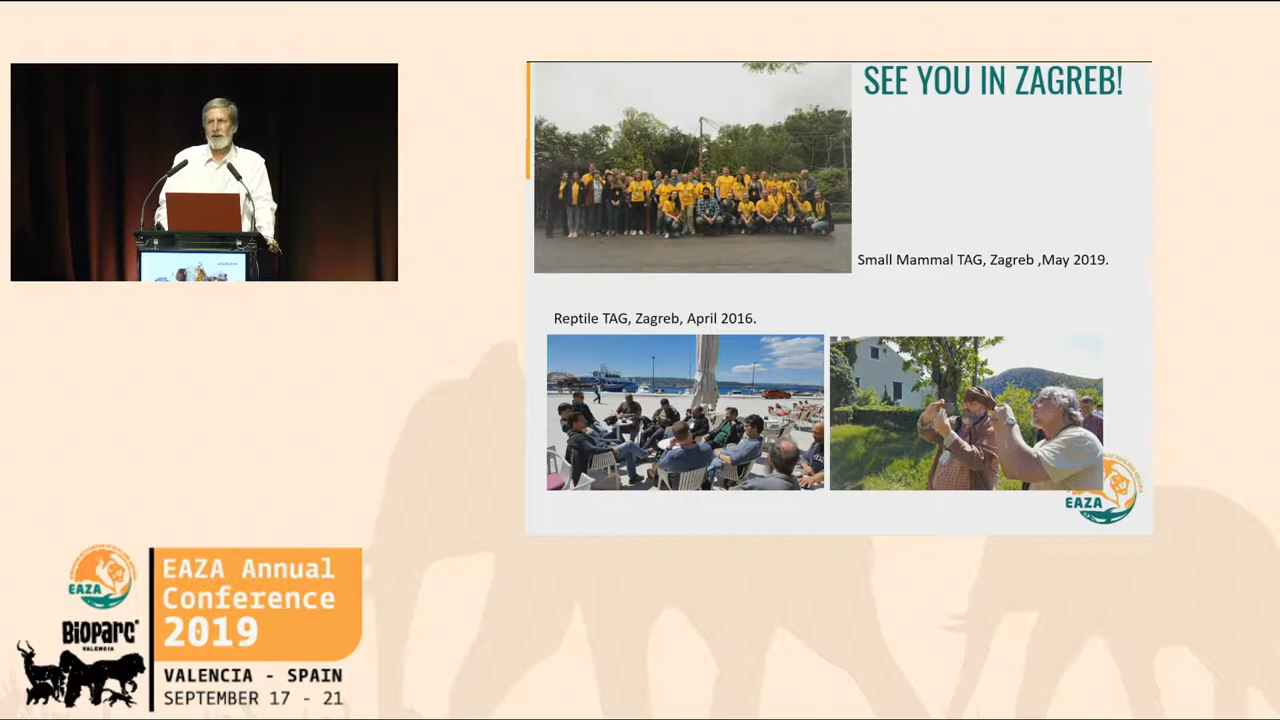 SEE YOU IN ZAGREB!
Small Mammal TAG, Zagreb ,May 2019.
Reptile TAG, Zagreb, April 2016.
EAZA
EAZA
BIOPARC
VALENCIA
EAZA Annual
Conference
2019
VALENCIA - SPAIN
SEPTEMBER 17 - 21